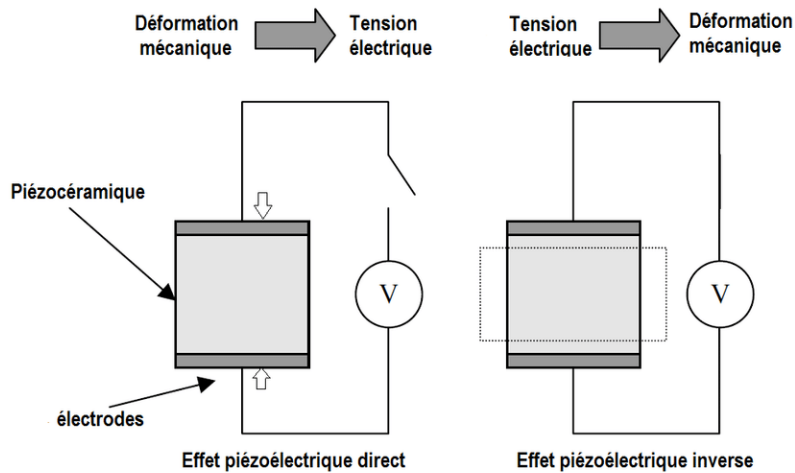 Déformation
mécanique
Tension
électrique
Tension
électrique
Déformation
mécanique
Piézocéramique
V
V
électrodes
Effet piézoélectrique direct
Effet piézoélectrique inverse